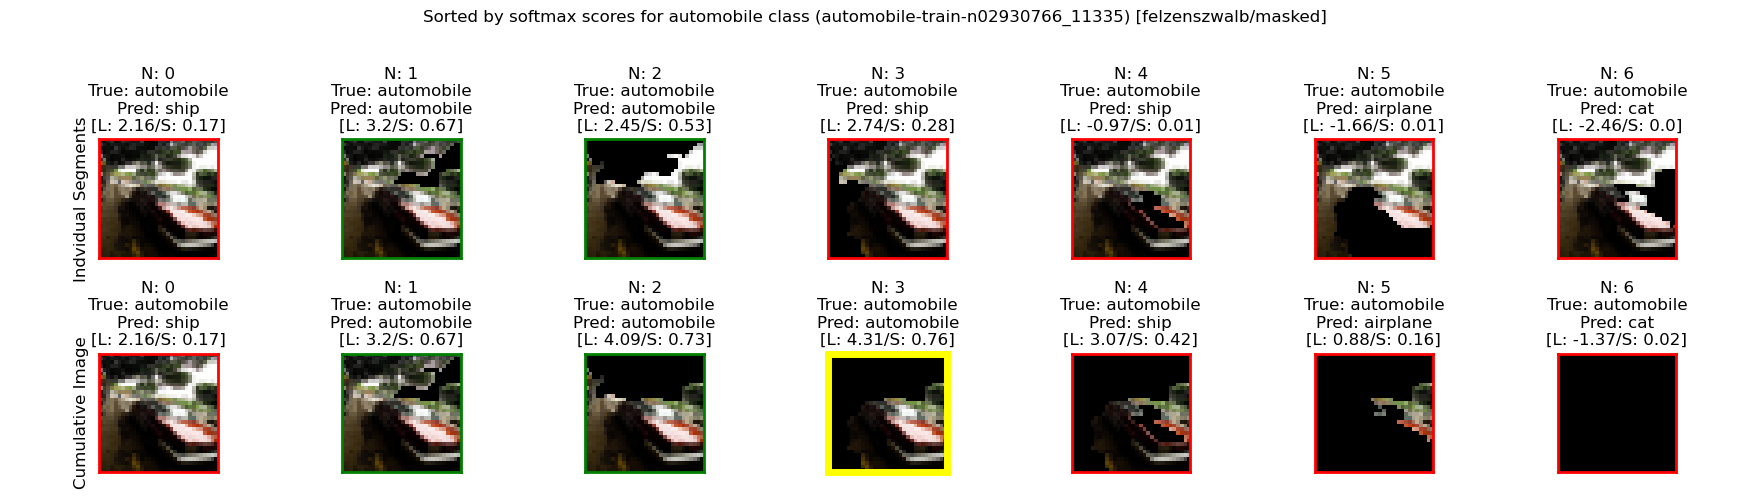 Sorted by softmax scores for automobile class (automobile-train-n02930766_11335) [felzenszwalb/masked]
Indvidual Segments
N: 0
True: automobile
Pred: ship
[L: 2.16/S: 0.17]
N: 1
True: automobile
Pred: automobile
[L: 3.2/S: 0.67]
N: 2
True: automobile
Pred: automobile
[L: 2.45/S: 0.53]
N: 3
True: automobile
Pred: ship
[L: 2.74/S: 0.28]
N: 4
True: automobile
Pred: ship
[L: -0.97/S: 0.01]
N: 5
True: automobile
Pred: airplane
[L: -1.66/S: 0.01]
N: 6
True: automobile
Pred: cat
[L: -2.46/S: 0.0]
Cumulative Image
N: 0
True: automobile
Pred: ship
[L: 2.16/S: 0.17]
N: 1
True: automobile
Pred: automobile
[L: 3.2/S: 0.67]
N: 2
True: automobile
Pred: automobile
[L: 4.09/S: 0.73]
N: 3
True: automobile
Pred: automobile
[L: 4.31/S: 0.76]
N: 4
True: automobile
Pred: ship
[L: 3.07/S: 0.42]
N: 5
True: automobile
Pred: airplane
[L: 0.88/S: 0.16]
N: 6
True: automobile
Pred: cat
[L: -1.37/S: 0.02]